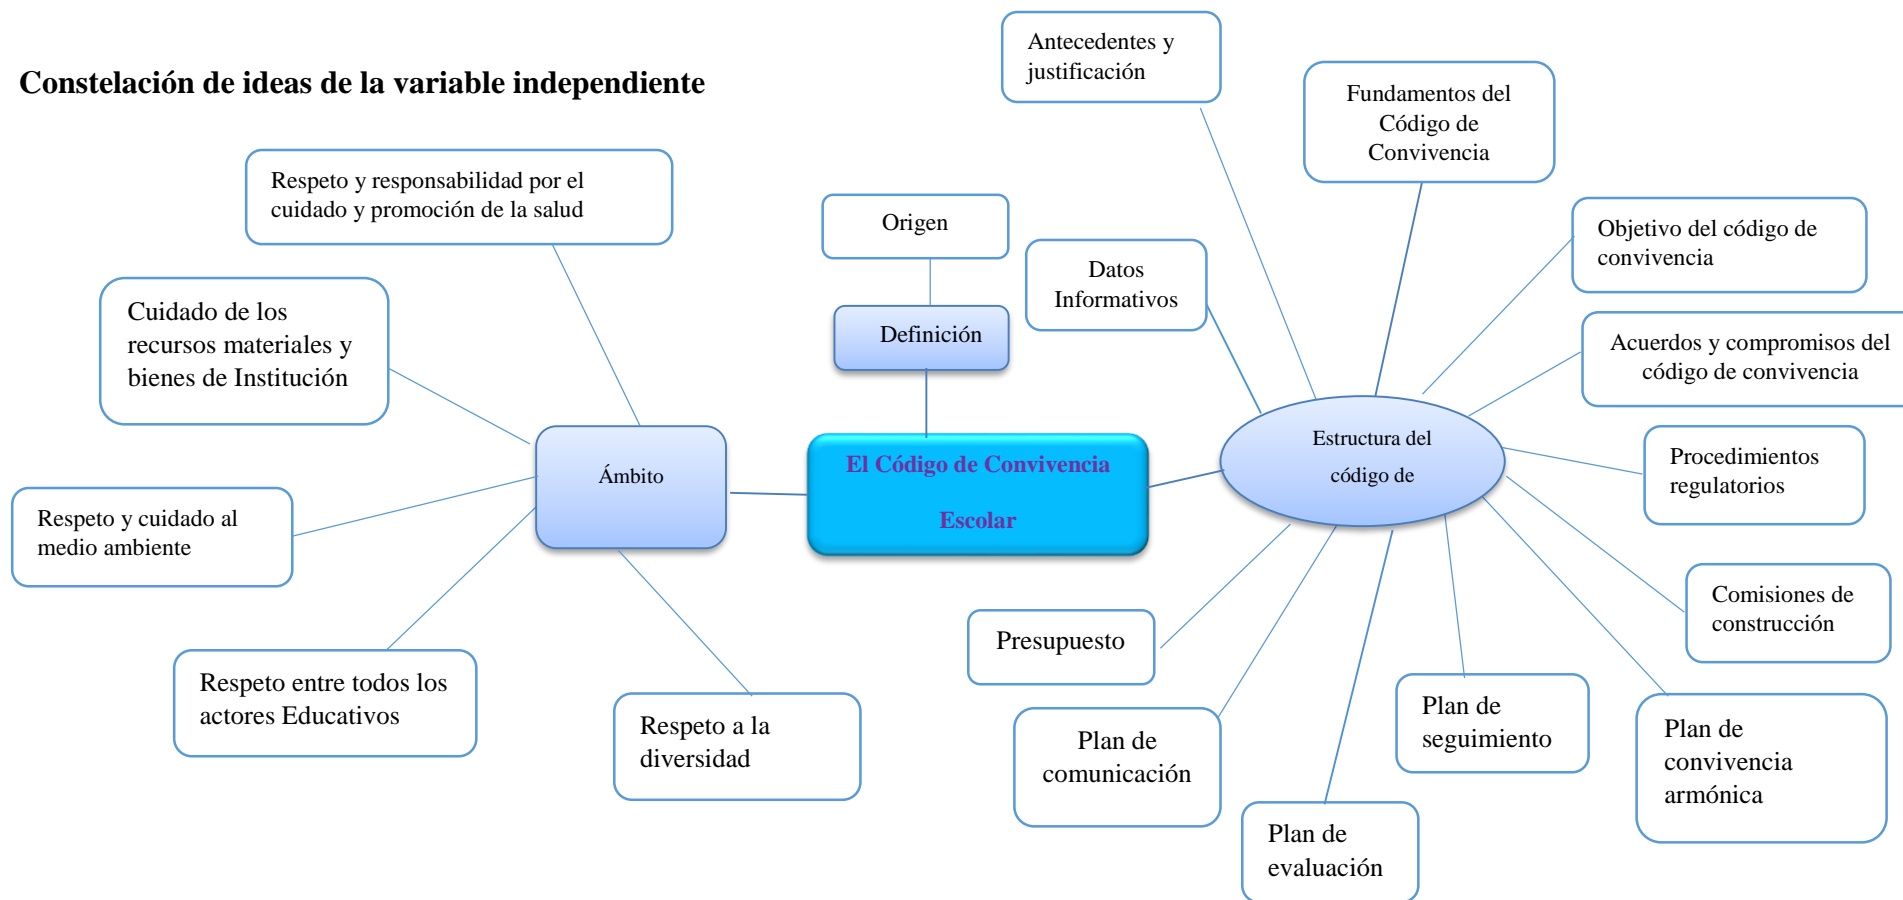 Constelación de ideas de la variable independiente
Antecedentes y
justificación
Fundamentos del
Código de
Convivencia
Respeto y responsabilidad por el
cuidado y promoción de la salud
Origen
Objetivo del código de
convivencia
Datos
Informativos
Cuidado de los
recursos materiales y
bienes de Institución
Definición
Acuerdos y compromisos del
código de convivencia
Estructura del
código de
Ámbito
El Código de Convivencia
Escolar
Procedimientos
regulatorios
Respeto y cuidado al
medio ambiente
Comisiones de
construcción
Presupuesto
Respeto entre todos los
actores Educativos
Respeto a la
diversidad
Plan de
comunicación
Plan de
seguimiento
Plan de
convivencia
armónica
Plan de
evaluación